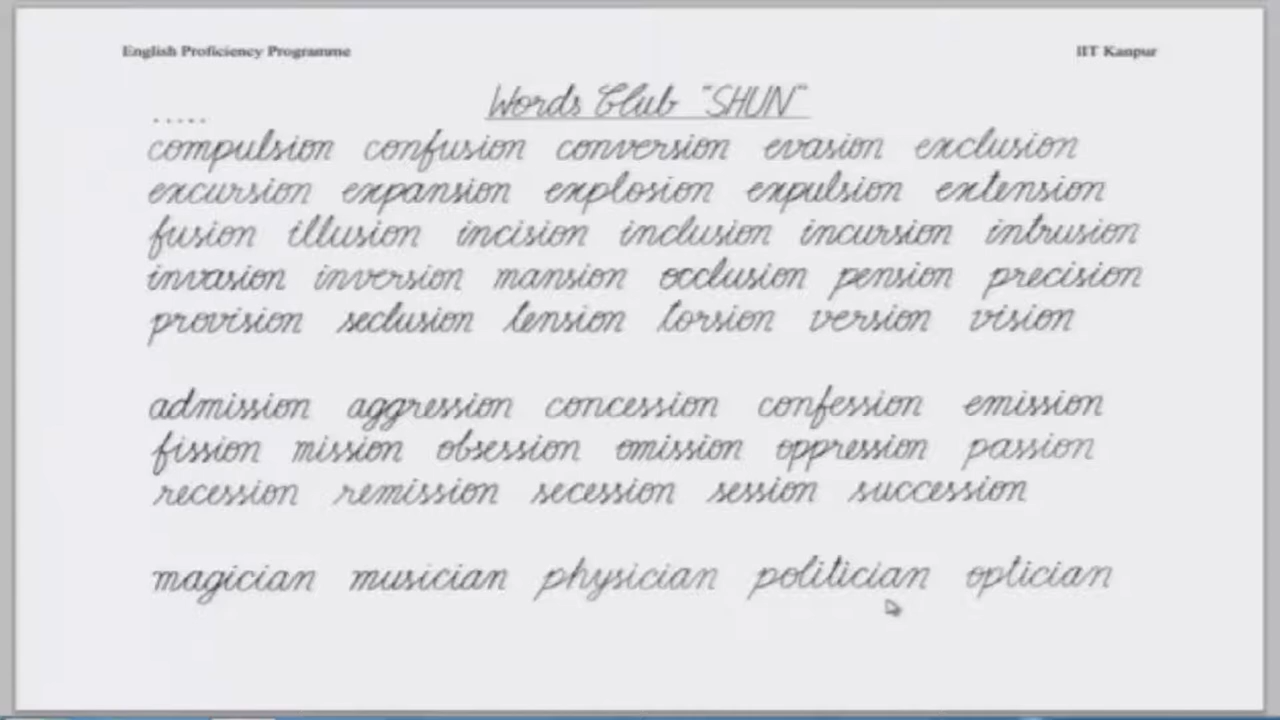 English Proficiency Programme IIT Kanpur
Words Club "SHUN"
.....
compulsion confusion conversion evasion exclusion
excursion expansion explosion expulsion extension
fusion illusion incision inclusion incursion intrusion
invasion inversion mansion occlusion pension precision
provision seclusion tension torsion version vision
admission aggression concession confession emission
fission mission obsession omission oppression passion
recession remission secession session succession
magician musician physician politician optician